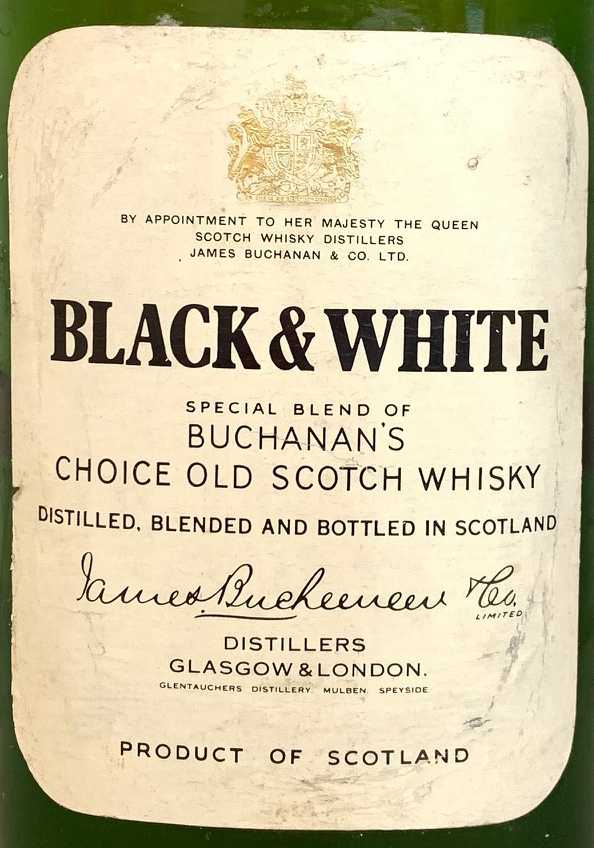 BY APPOINTMENT TO HER MAJESTY THE QUEEN
SCOTCH WHISKY DISTILLERS
JAMES BUCHANAN & CO. LTD.
BLACK & WHITE
SPECIAL BLEND OF
BUCHANAN'S
CHOICE OLD SCOTCH WHISKY
DISTILLED, BLENDED AND BOTTLED IN SCOTLAND
James Buchanan & Co.
LIMITED
DISTILLERS
GLASGOW & LONDON.
GLENTAUCHERS DISTILLERY MULBEN SPEYSIDE
PRODUCT OF SCOTLAND